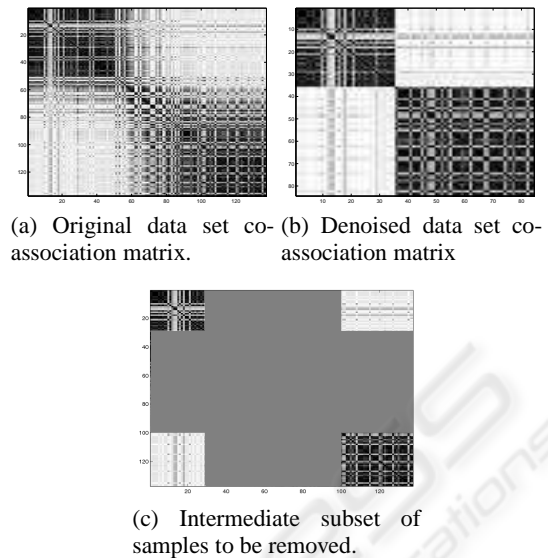 20
40
60
80
100
120
20 40 60 80 100 120
10
20
30
40
50
60
70
80
10 20 30 40 50 60 70 80
(a) Original data set co-association matrix.
(b) Denoised data set co-association matrix
20
40
60
80
100
120
20 40 60 80 100 120
(c) Intermediate subset of
samples to be removed.